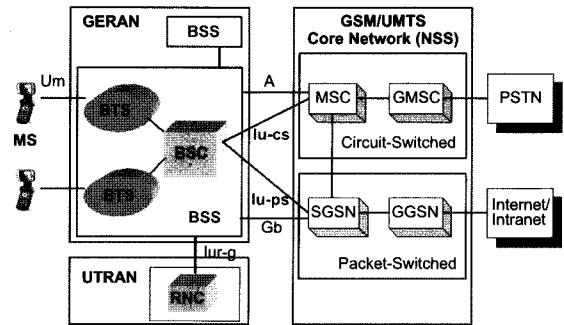 GERAN
BSS
GSM/UMTS
Core Network (NSS)
Um
BTS
A
MSC
GMSC
PSTN
MS
BSC
Iu-cs
Circuit-Switched
BTS
Iu-ps
BSS
Gb
SGSN
GGSN
Internet/
Intranet
Iur-g
Packet-Switched
UTRAN
RNC